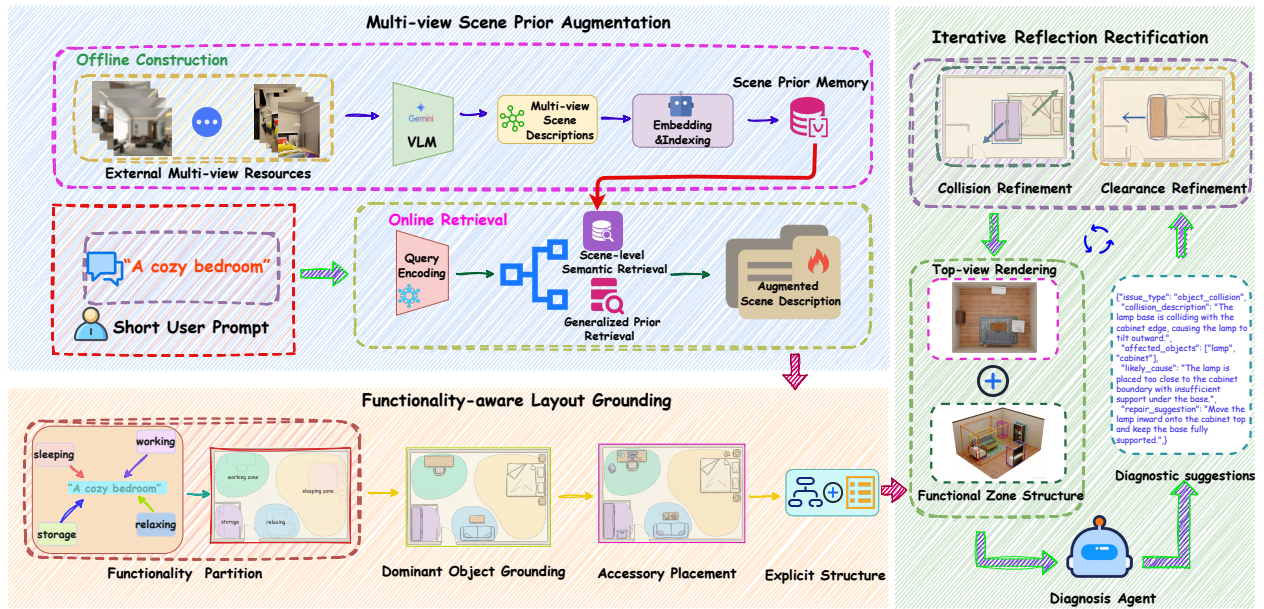 Multi-view Scene Prior Augmentation
Offline Construction
External Multi-view Resources
Gemini
VLM
Multi-view
Scene
Descriptions
Embedding
&Indexing
Scene Prior Memory
"A cozy bedroom"
Short User Prompt
Online Retrieval
Query
Encoding
Scene-level
Semantic Retrieval
Generalized Prior
Retrieval
Augmented
Scene Description
Functionality-aware Layout Grounding
sleeping
working
"A cozy bedroom"
storage
relaxing
working zone
sleeping zone
storage
relaxing
Functionality Partition
Dominant Object Grounding
Accessory Placement
Explicit Structure
Iterative Reflection Rectification
Collision Refinement
Clearance Refinement
Top-view Rendering
Functional Zone Structure
{"issue_type": "object_collision",
"collision_description": "The
lamp base is colliding with the
cabinet edge, causing the lamp to
tilt outward.",
"affected_objects": ["lamp",
"cabinet"],
"likely_cause": "The lamp is
placed too close to the cabinet
boundary with insufficient
support under the base.",
"repair_suggestion": "Move the
lamp inward onto the cabinet top
and keep the base fully
supported.",}
Diagnostic suggestions
Diagnosis Agent